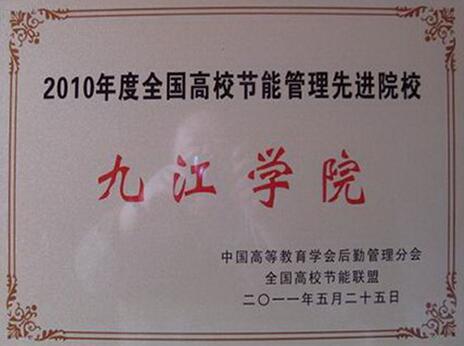 2010年度全国高校节能管理先进院校
九江学院
中国高等教育学会后勤管理分会
全国高校节能联盟
二〇一一年五月二十五日